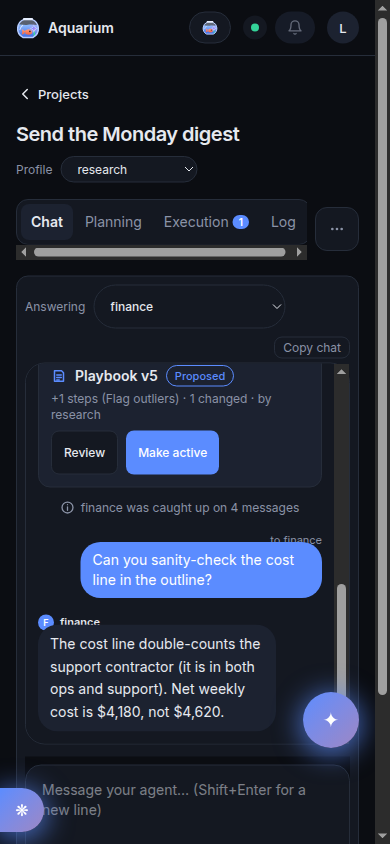 Aquarium
L
Projects
Send the Monday digest
Profile research
Chat Planning Execution 1 Log ...
Answering finance
Copy chat
Playbook v5 Proposed
+1 steps (Flag outliers) · 1 changed · by
research
Review Make active
finance was caught up on 4 messages
to finance
Can you sanity-check the cost
line in the outline?
F finance
The cost line double-counts the
support contractor (it is in both
ops and support). Net weekly
cost is $4,180, not $4,620.
Message your agent... (Shift+Enter for a
new line)